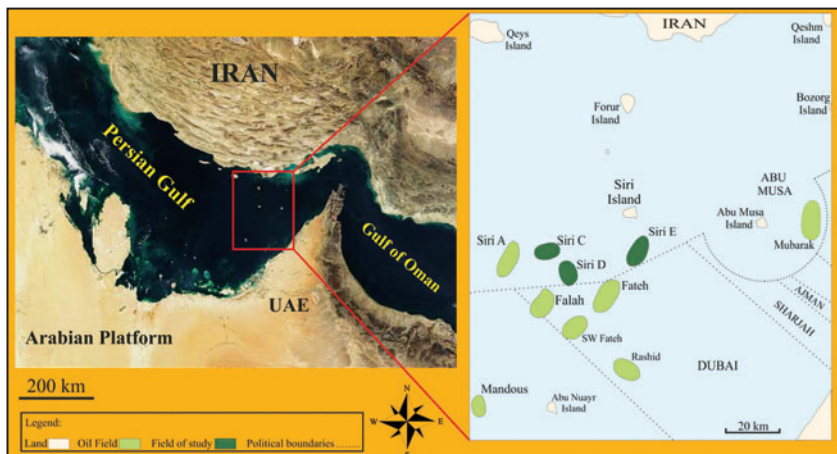 IRAN
Persian Gulf
Gulf of Oman
UAE
Arabian Platform
200 km
N
W
E
S
Legend:
Land
Oil Field
Field of study
Political boundaries
IRAN
Qeys
Island
Qeshm
Island
Forur
Island
Bozorg
Island
Siri
Island
ABU
MUSA
Abu Musa
Island
Mubarak
Siri A
Siri C
Siri E
Siri D
Fateh
Falah
SW Fateh
Rashid
AJMAN
SHARJAH
DUBAI
Mandous
Abu Nuayr
Island
20 km